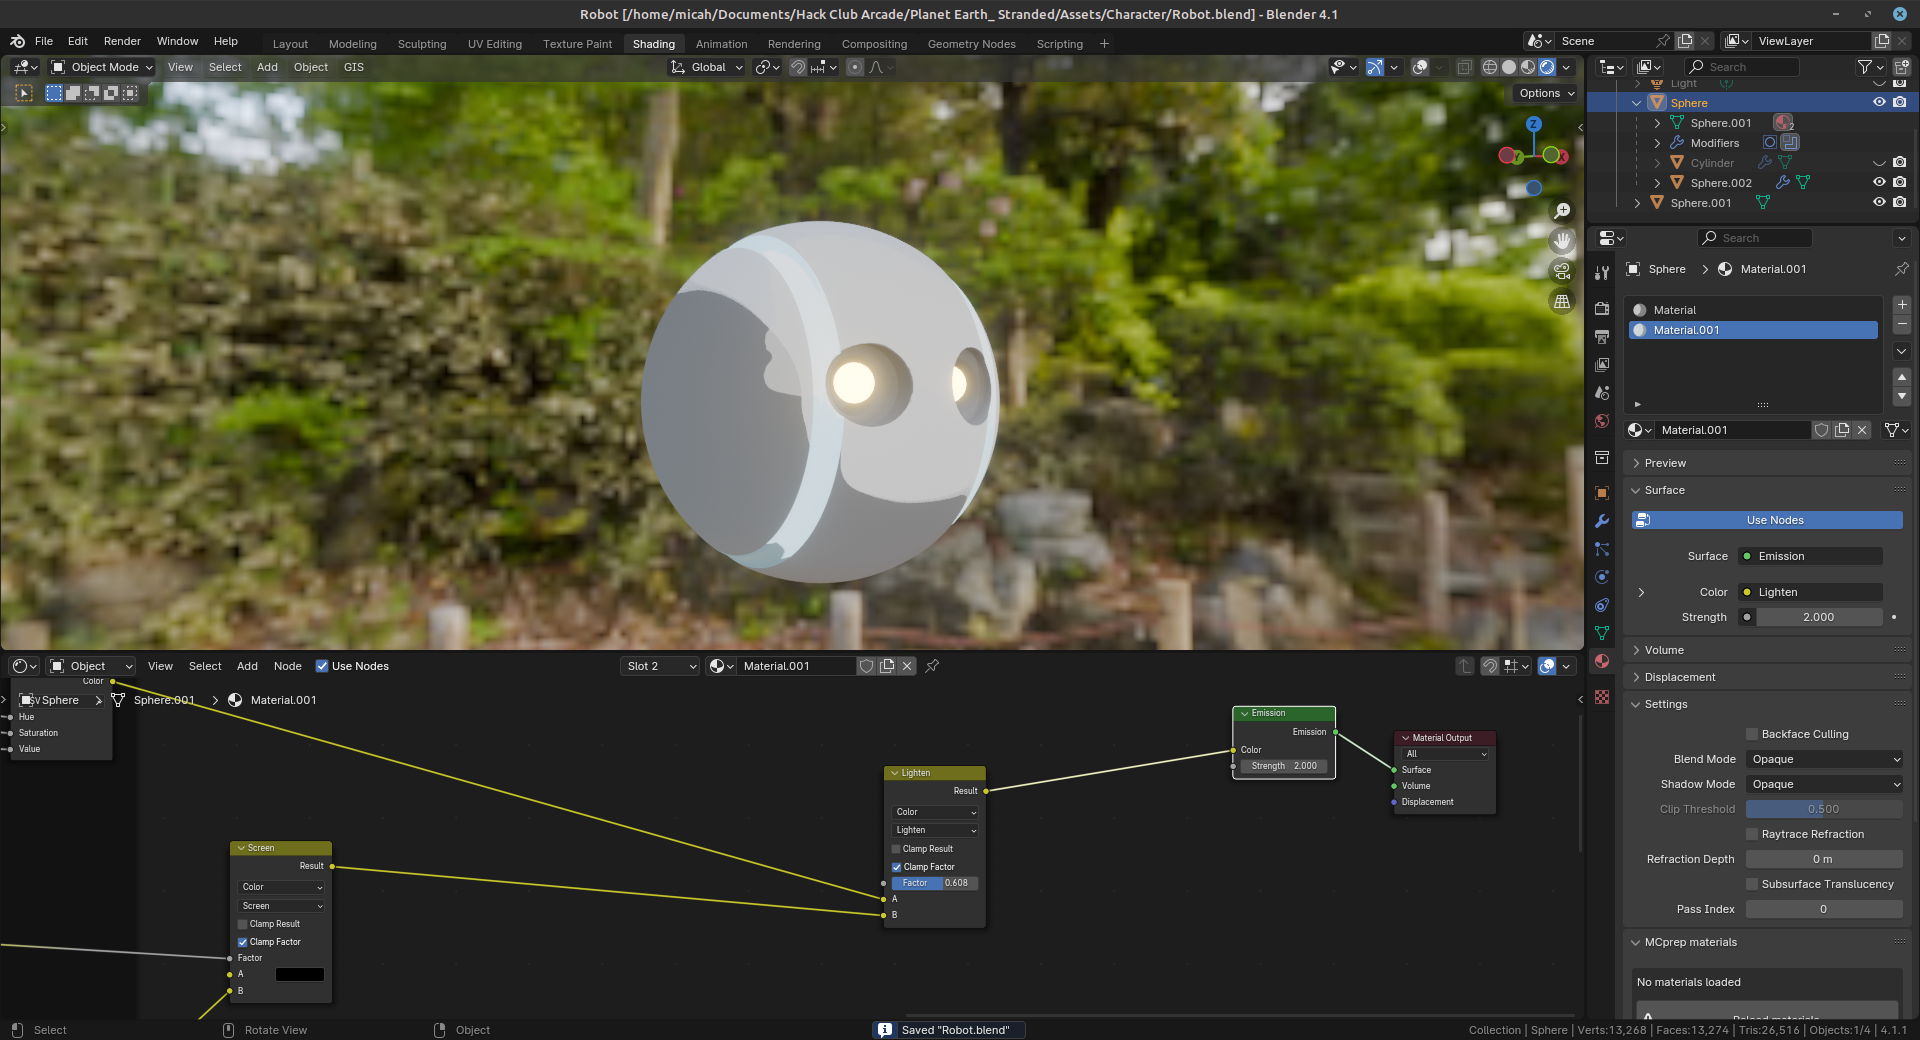 Robot [/home/micah/Documents/Hack Club Arcade/Planet Earth_ Stranded/Assets/Character/Robot.blend] - Blender 4.1
File Edit Render Window Help
Layout Modeling Sculpting UV Editing Texture Paint Shading Animation Rendering Compositing Geometry Nodes Scripting +
Scene
ViewLayer
Object Mode View Select Add Object GIS
Global
Options
Z
Y
X
Search
Light
Sphere
Sphere.001
2
Modifiers
Cylinder
Sphere.002
Sphere.001
Search
Sphere > Material.001
Material
Material.001
Material.001
Preview
Surface
Use Nodes
Surface Emission
Color Lighten
Strength 2.000
Volume
Displacement
Settings
Backface Culling
Blend Mode Opaque
Shadow Mode Opaque
Clip Threshold 0.500
Raytrace Refraction
Refraction Depth 0 m
Subsurface Translucency
Pass Index 0
MCprep materials
No materials loaded
Object View Select Add Node Use Nodes
Slot 2
Material.001
Sphere > Sphere.001 > Material.001
Color
Hue
Saturation
Value
Screen
Result
Color
Screen
Clamp Result
Clamp Factor
Factor
A
B
Lighten
Result
Color
Lighten
Clamp Result
Clamp Factor
Factor 0.608
A
B
Emission
Emission
Color
Strength 2.000
Material Output
All
Surface
Volume
Displacement
Select
Rotate View
Object
Saved "Robot.blend"
Collection | Sphere | Verts:13,268 | Faces:13,274 | Tris:26,516 | Objects:1/4 | 4.1.1